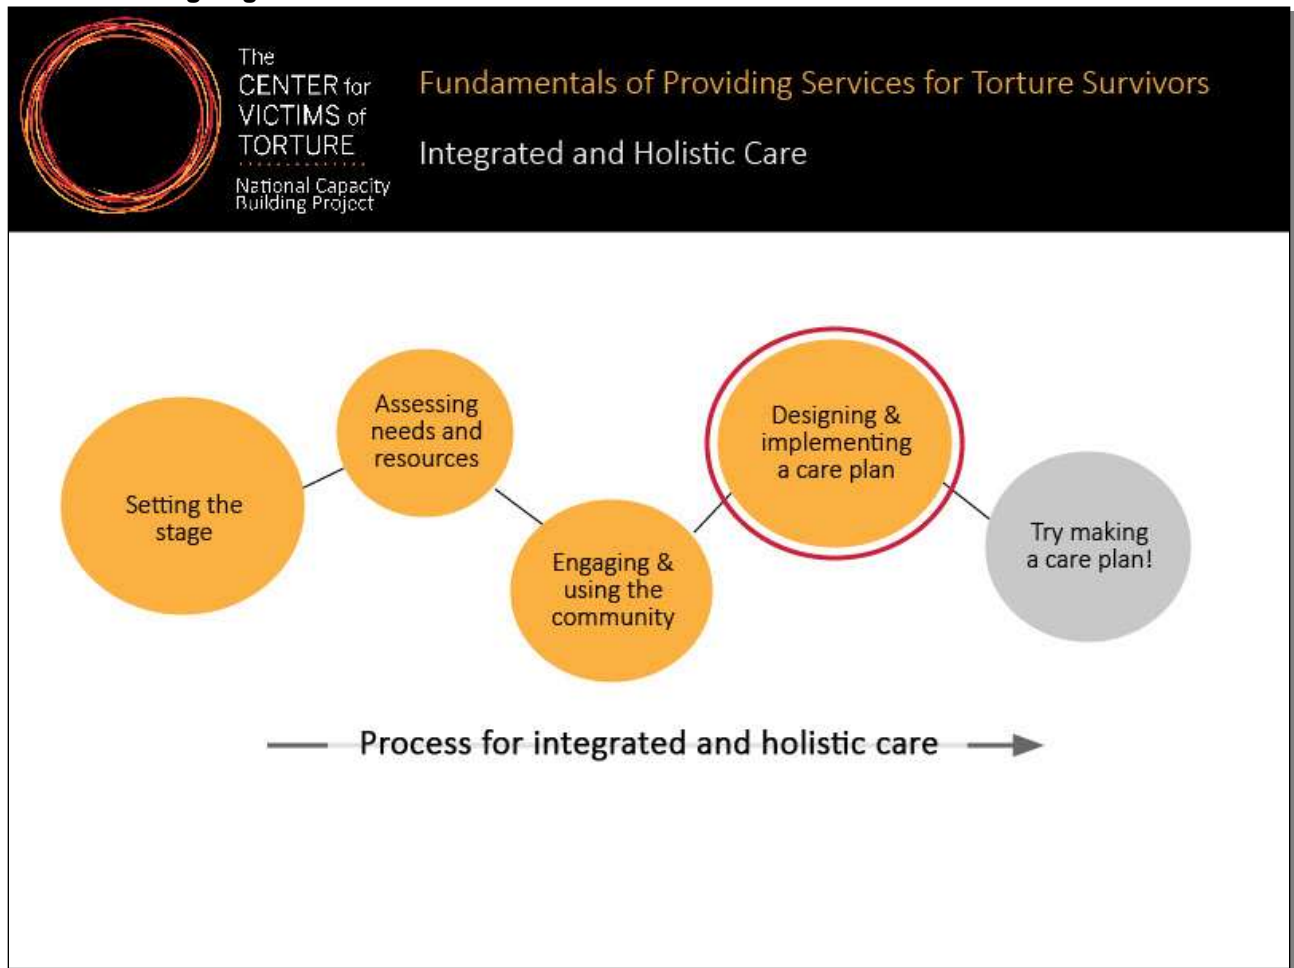 The
CENTER for
VICTIMS of
TORTURE
National Capacity
Building Project
Fundamentals of Providing Services for Torture Survivors
Integrated and Holistic Care
Setting the
stage
Assessing
needs and
resources
Engaging &
using the
community
Designing &
implementing
a care plan
Try making
a care plan!
Process for integrated and holistic care